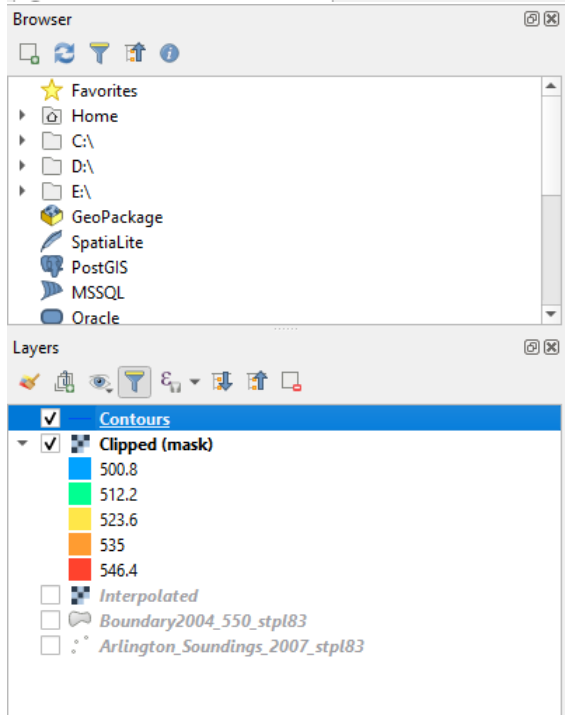 Browser
Favorites
Home
C:\
D:\
E:\
GeoPackage
SpatiaLite
PostGIS
MSSQL
Oracle
Layers
Contours
Clipped (mask)
500.8
512.2
523.6
535
546.4
Interpolated
Boundary2004_550_stpl83
Arlington_Soundings_2007_stpl83